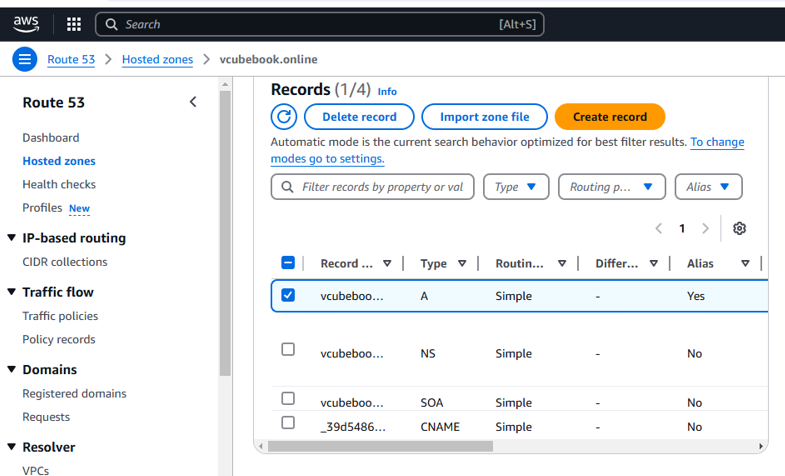 aws Search [Alt+S]
Route 53 > Hosted zones > vcubebook.online
Route 53
Dashboard
Hosted zones
Health checks
Profiles New
IP-based routing
CIDR collections
Traffic flow
Traffic policies
Policy records
Domains
Registered domains
Requests
Resolver
VPCs
Records (1/4) Info
Delete record Import zone file Create record
Automatic mode is the current search behavior optimized for best filter results. To change
modes go to settings.
Filter records by property or val Type Routing p... Alias
1
Record ... Type Routin... Differ... Alias
vcubeboo... A Simple - Yes
vcubeboo... NS Simple - No
vcubeboo... SOA Simple - No
_39d5486... CNAME Simple - No